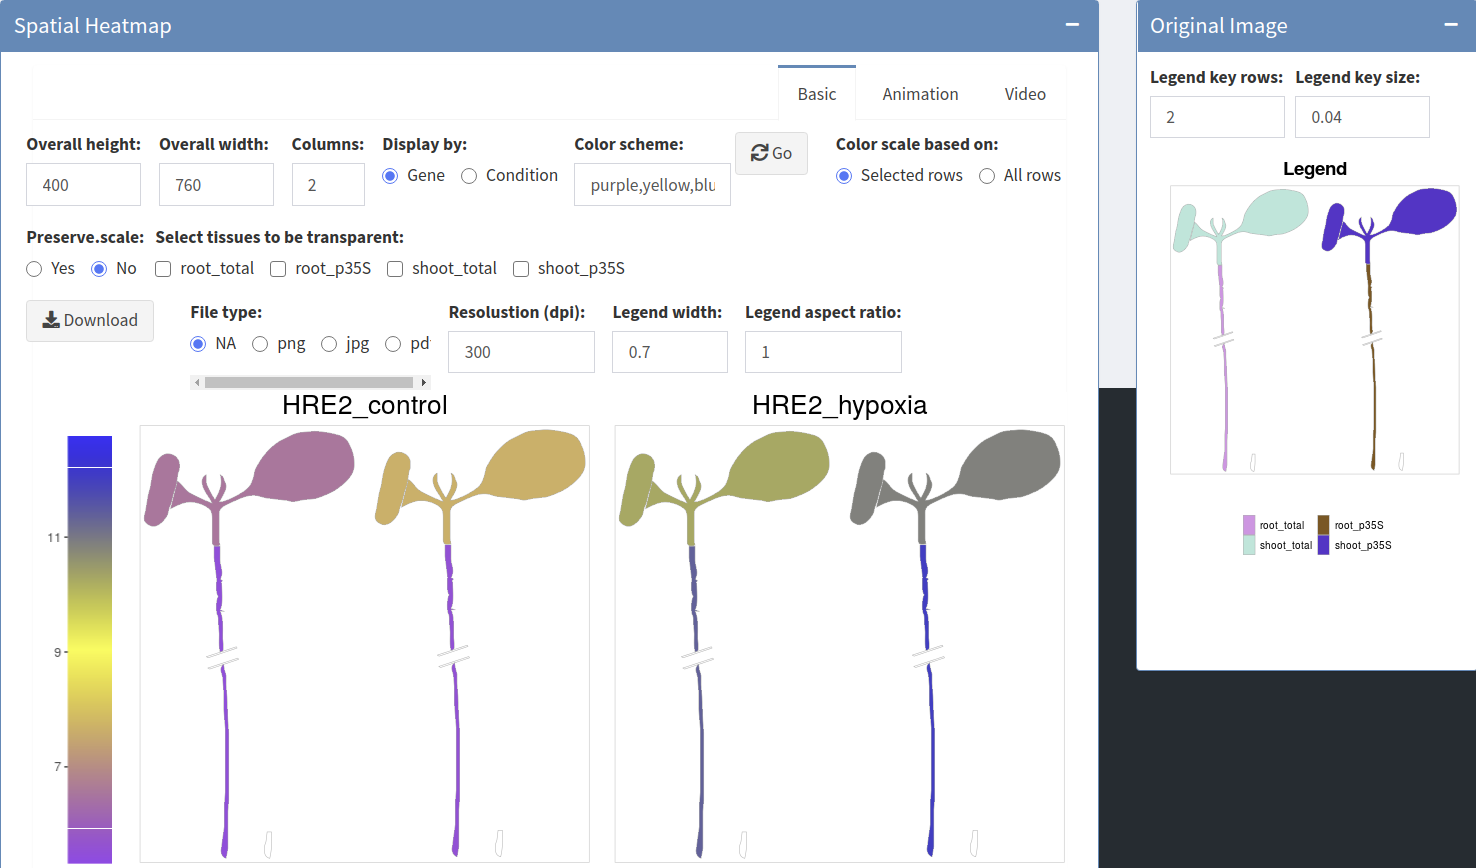 Spatial Heatmap
Original Image
Basic Animation Video
Legend key rows: Legend key size:
2 0.04
Overall height: Overall width: Columns: Display by: Color scheme: Go Color scale based on:
400 760 2 Gene Condition purple,yellow,blu Selected rows All rows
Legend
Preserve.scale: Select tissues to be transparent:
Yes No root_total root_p35S shoot_total shoot_p35S
Download File type: Resolustion (dpi): Legend width: Legend aspect ratio:
NA png jpg pd 300 0.7 1
HRE2_control HRE2_hypoxia
11
9
7
root_total root_p35S
shoot_total shoot_p35S